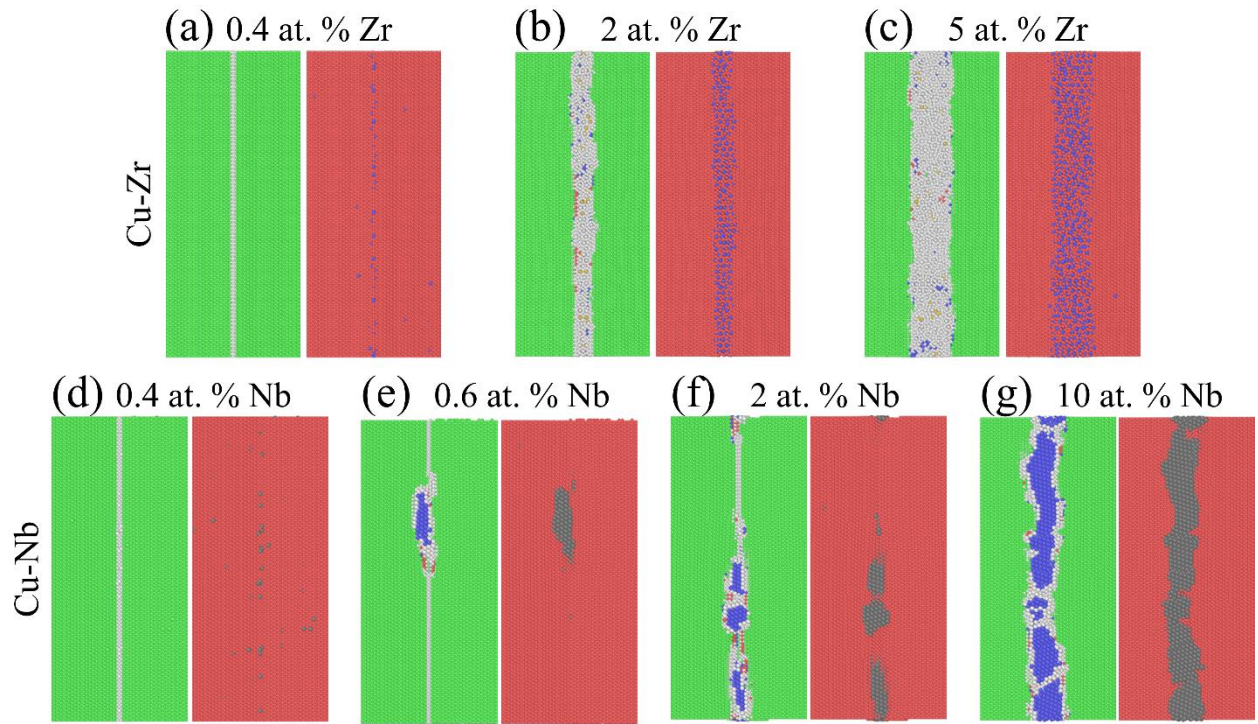 (a) 0.4 at. % Zr
(b) 2 at. % Zr
(c) 5 at. % Zr
Cu-Zr
(d) 0.4 at. % Nb
(e) 0.6 at. % Nb
(f) 2 at. % Nb
(g) 10 at. % Nb
Cu-Nb